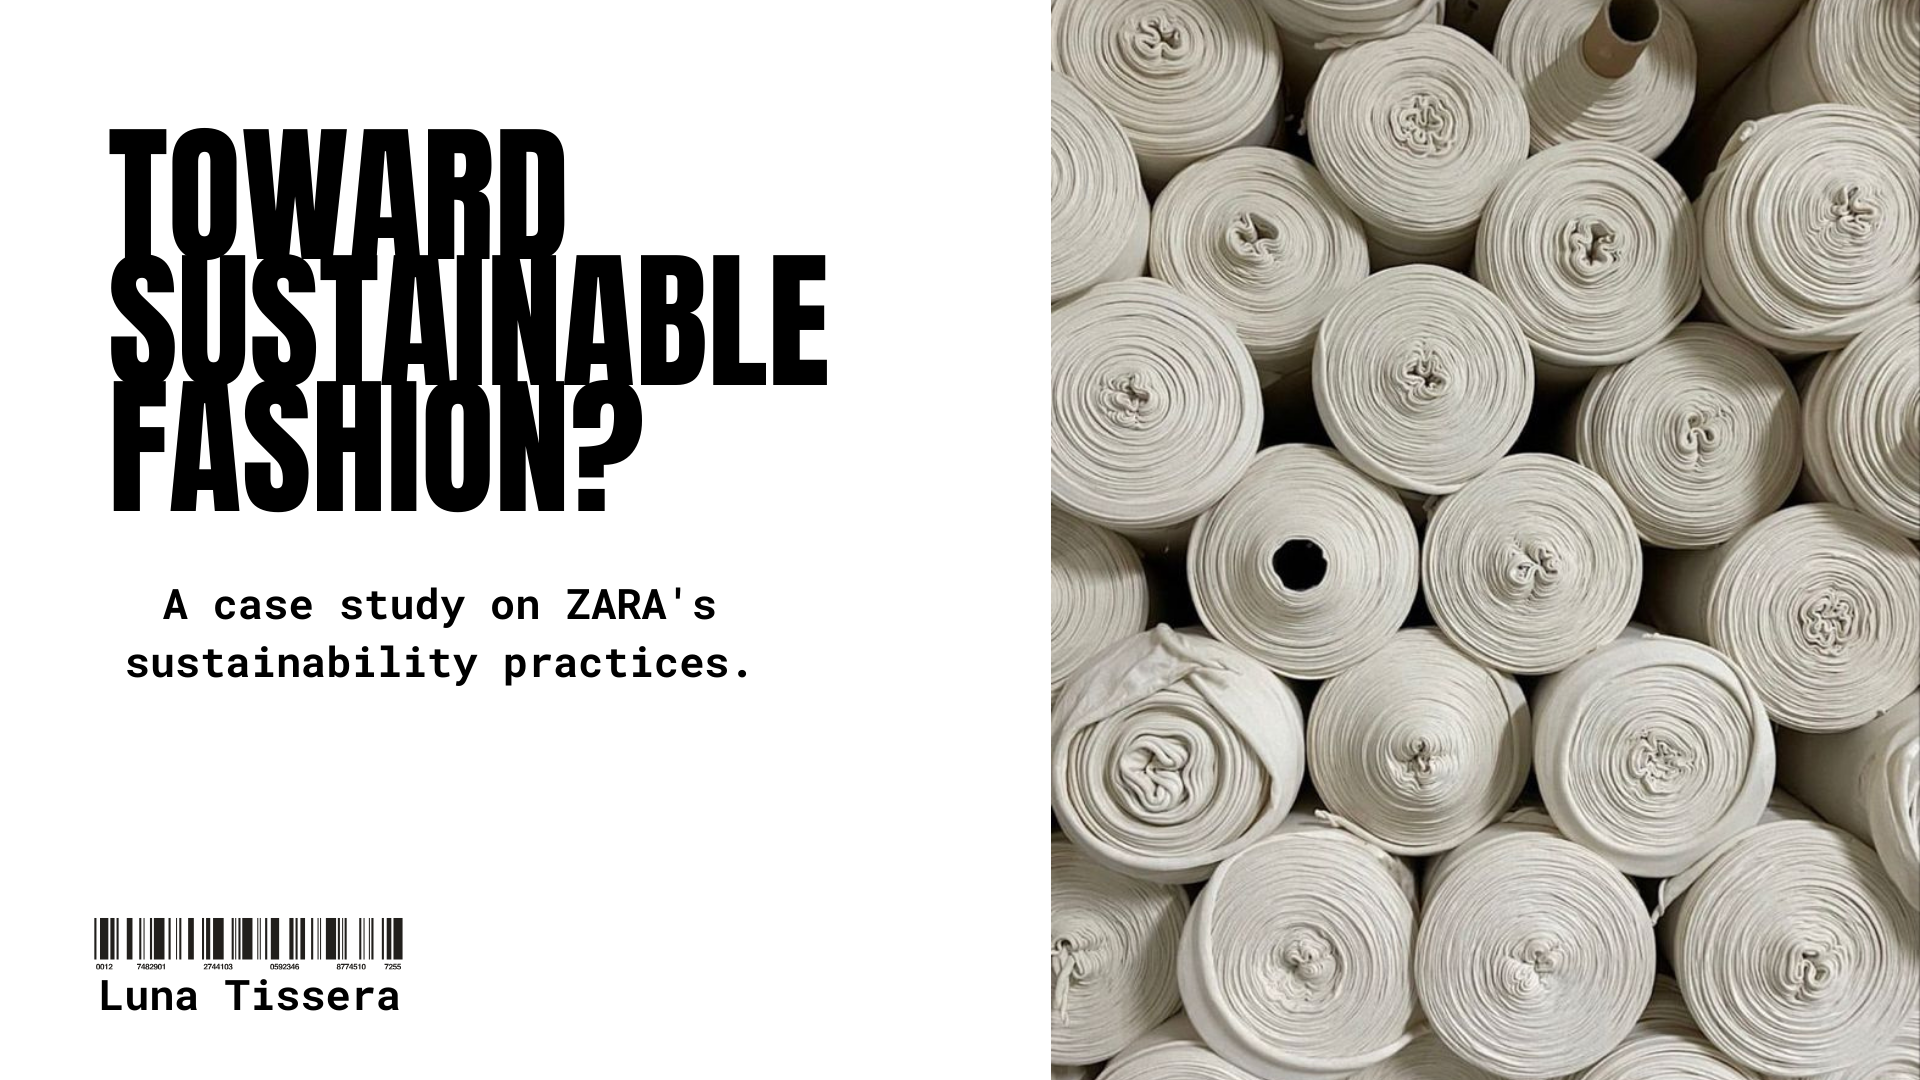 TOWARD
SUSTAINABLE
FASHION?
A case study on ZARA's
sustainability practices.
0012 7482901 2744103 0592346 8774510 7255
Luna Tissera